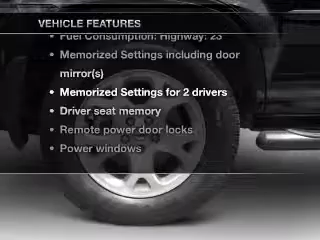 VEHICLE FEATURES
• Fuel Consumption: Highway: 23
• Memorized Settings including door
mirror(s)
• Memorized Settings for 2 drivers
• Driver seat memory
• Remote power door locks
• Power windows